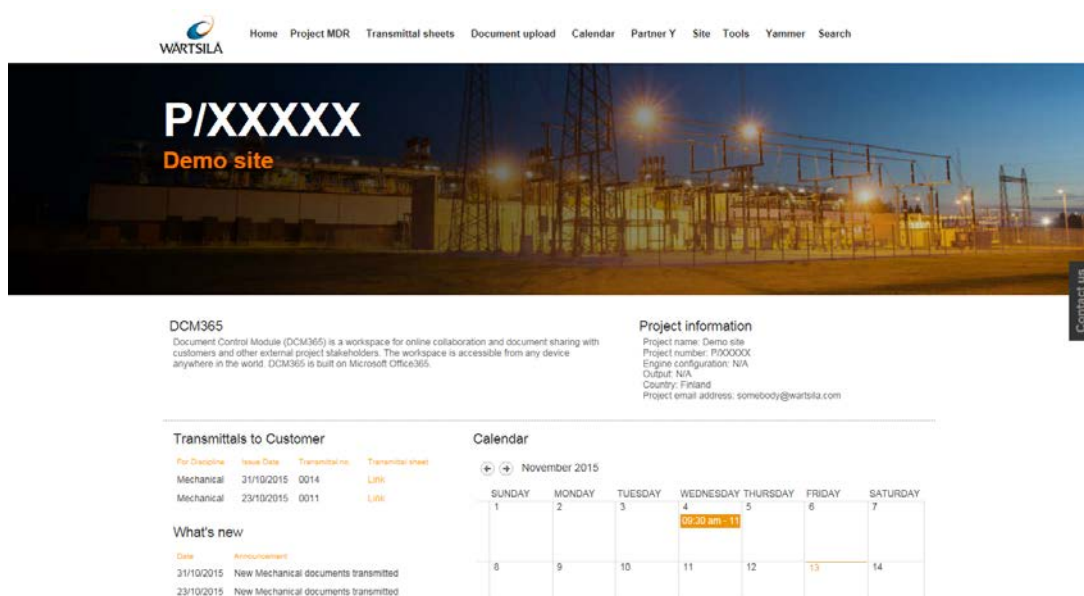 WÄRTSILÄ
Home Project MDR Transmittal sheets Document upload Calendar Partner Y Site Tools Yammer Search
P/XXXXX
Demo site
Contact us
DCM365
Document Control Module (DCM365) is a workspace for online collaboration and document sharing with
customers and other external project stakeholders. The workspace is accessible from any device
anywhere in the world. DCM365 is built on Microsoft Office365.
Project information
Project name: Demo site
Project number: P/XXXXX
Engine configuration: N/A
Output: N/A
Country: Finland
Project email address: somebody@wartsila.com
Transmittals to Customer
For Discipline Issue Date Transmittal no. Transmittal sheet
Mechanical 31/10/2015 0014 Link
Mechanical 23/10/2015 0011 Link
What's new
Date Announcement
31/10/2015 New Mechanical documents transmitted
23/10/2015 New Mechanical documents transmitted
Calendar
November 2015
SUNDAY MONDAY TUESDAY WEDNESDAY THURSDAY FRIDAY SATURDAY
1 2 3 4 5 6 7
09:30 am - 11
8 9 10 11 12 13 14